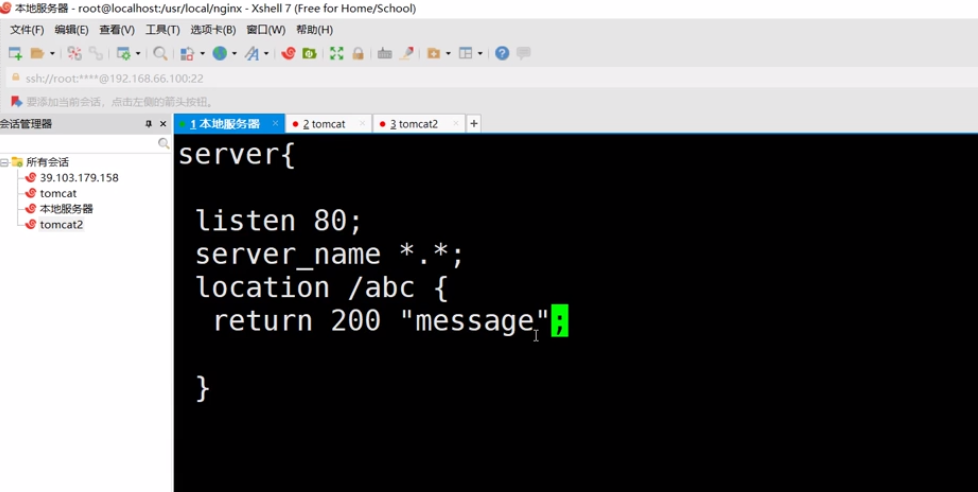 本地服务器 - root@localhost:/usr/local/nginx - Xshell 7 (Free for Home/School)
文件(F) 编辑(E) 查看(V) 工具(T) 选项卡(B) 窗口(W) 帮助(H)
ssh://root:****@192.168.66.100:22
要添加当前会话，点击左侧的箭头按钮。
会话管理器
1 本地服务器
2 tomcat
3 tomcat2
所有会话
39.103.179.158
tomcat
本地服务器
tomcat2
server{
listen 80;
server_name *.*;
location /abc {
return 200 "message";
}